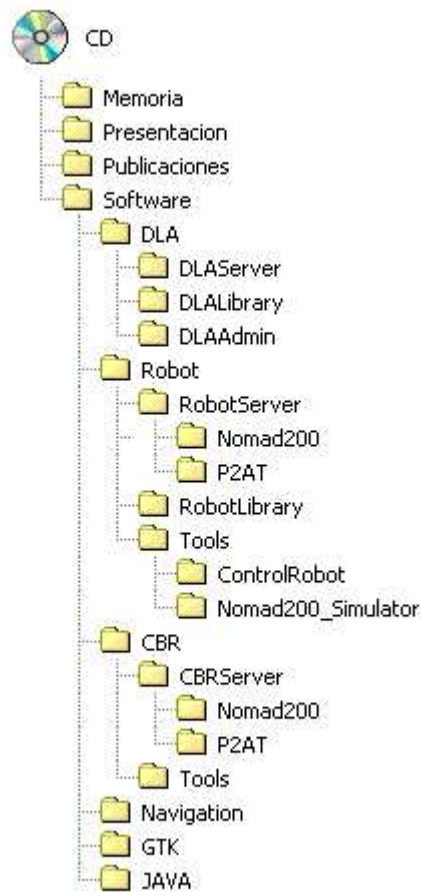 CD
Memoria
Presentacion
Publicaciones
Software
DLA
DLAServer
DLALibrary
DLAAdmin
Robot
RobotServer
Nomad200
P2AT
RobotLibrary
Tools
ControlRobot
Nomad200_Simulator
CBR
CBRServer
Nomad200
P2AT
Tools
Navigation
GTK
JAVA